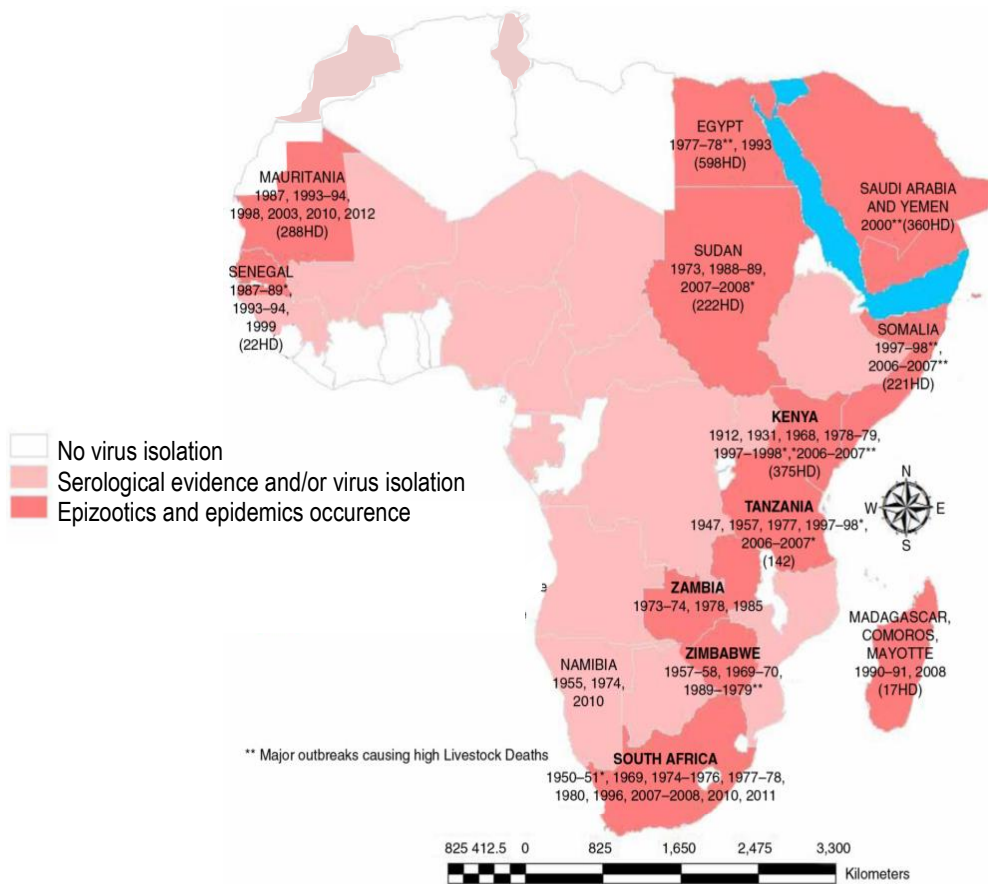 EGYPT
1977–78**, 1993
(598HD)
MAURITANIA
1987, 1993–94,
1998, 2003, 2010, 2012
(288HD)
SAUDI ARABIA
AND YEMEN
2000**(360HD)
SUDAN
1973, 1988–89,
2007–2008*
(222HD)
SENEGAL
1987–89*,
1993–94,
1999
(22HD)
SOMALIA
1997–98**,
2006–2007**
(221HD)
KENYA
1912, 1931, 1968, 1978–79,
1997–1998*,*2006–2007**
(375HD)
No virus isolation
Serological evidence and/or virus isolation
Epizootics and epidemics occurence
N
W E
S
TANZANIA
1947, 1957, 1977, 1997–98*,
2006–2007*
(142)
e
ZAMBIA
1973–74, 1978, 1985
MADAGASCAR,
COMOROS,
MAYOTTE
1990–91, 2008
(17HD)
ZIMBABWE
1957–58, 1969–70,
1989–1979**
NAMIBIA
1955, 1974,
2010
** Major outbreaks causing high Livestock Deaths
SOUTH AFRICA
1950–51*, 1969, 1974–1976, 1977–78,
1980, 1996, 2007–2008, 2010, 2011
825 412.5 0 825 1,650 2,475 3,300
Kilometers